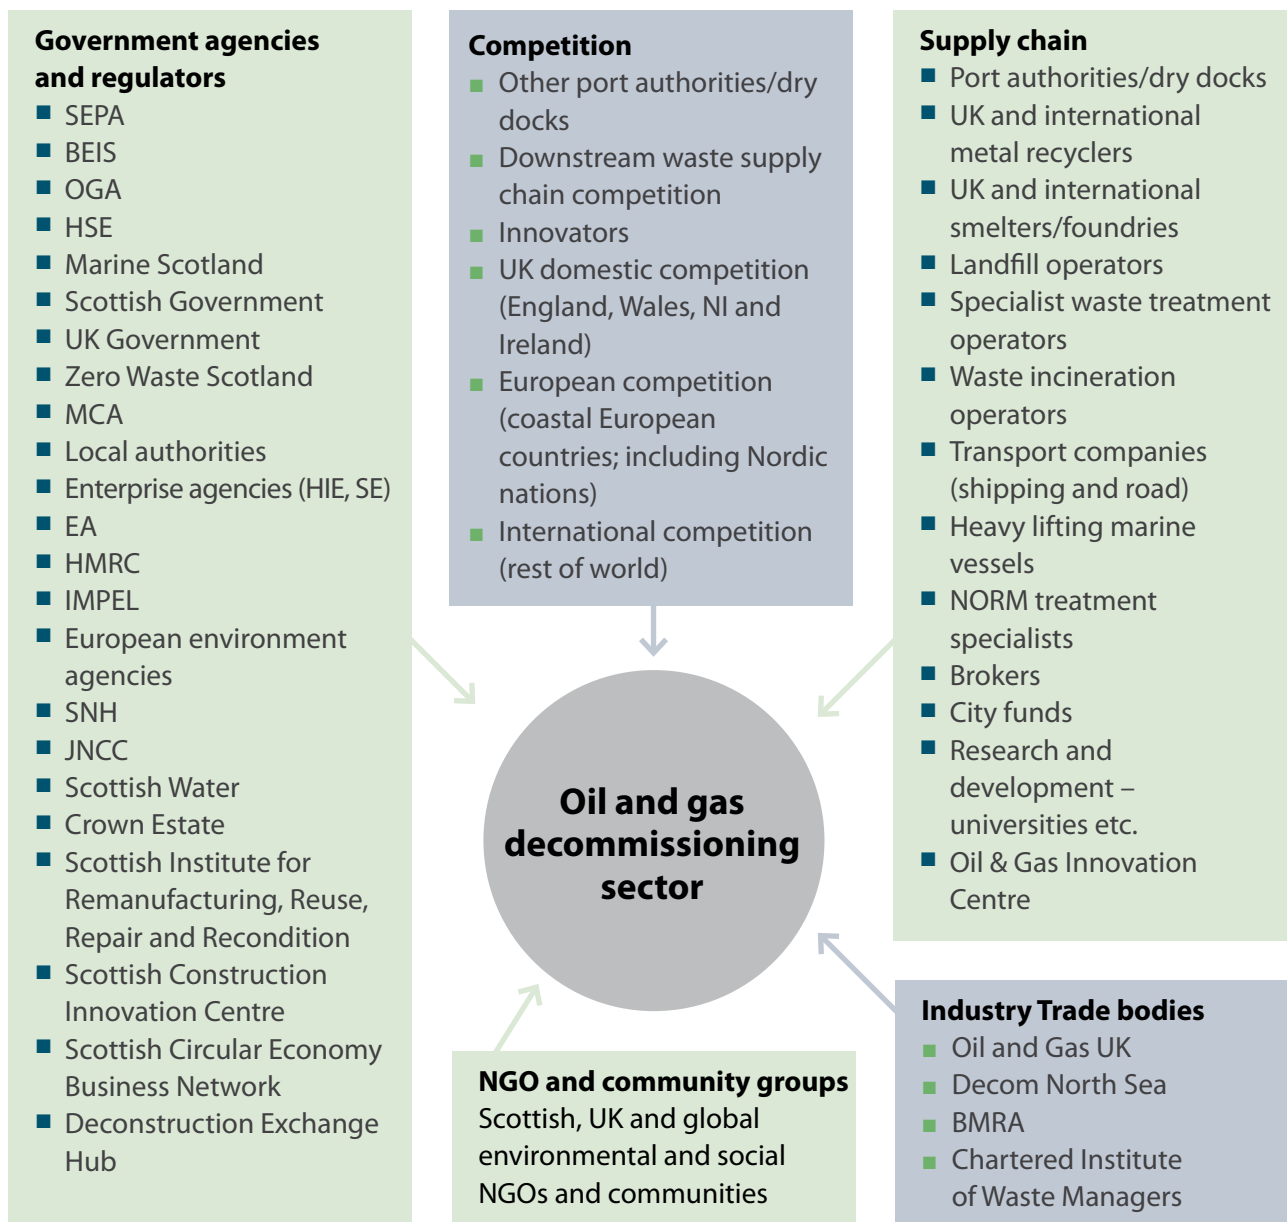 Government agencies
and regulators
■ SEPA
■ BEIS
■ OGA
■ HSE
■ Marine Scotland
■ Scottish Government
■ UK Government
■ Zero Waste Scotland
■ MCA
■ Local authorities
■ Enterprise agencies (HIE, SE)
■ EA
■ HMRC
■ IMPEL
■ European environment
agencies
■ SNH
■ JNCC
■ Scottish Water
■ Crown Estate
■ Scottish Institute for
Remanufacturing, Reuse,
Repair and Recondition
■ Scottish Construction
Innovation Centre
■ Scottish Circular Economy
Business Network
■ Deconstruction Exchange
Hub
Competition
■ Other port authorities/dry
docks
■ Downstream waste supply
chain competition
■ Innovators
■ UK domestic competition
(England, Wales, NI and
Ireland)
■ European competition
(coastal European
countries; including Nordic
nations)
■ International competition
(rest of world)
Supply chain
■ Port authorities/dry docks
■ UK and international
metal recyclers
■ UK and international
smelters/foundries
■ Landfill operators
■ Specialist waste treatment
operators
■ Waste incineration
operators
■ Transport companies
(shipping and road)
■ Heavy lifting marine
vessels
■ NORM treatment
specialists
■ Brokers
■ City funds
■ Research and
development –
universities etc.
■ Oil & Gas Innovation
Centre
Oil and gas
decommissioning
sector
NGO and community groups
Scottish, UK and global
environmental and social
NGOs and communities
Industry Trade bodies
■ Oil and Gas UK
■ Decom North Sea
■ BMRA
■ Chartered Institute
of Waste Managers